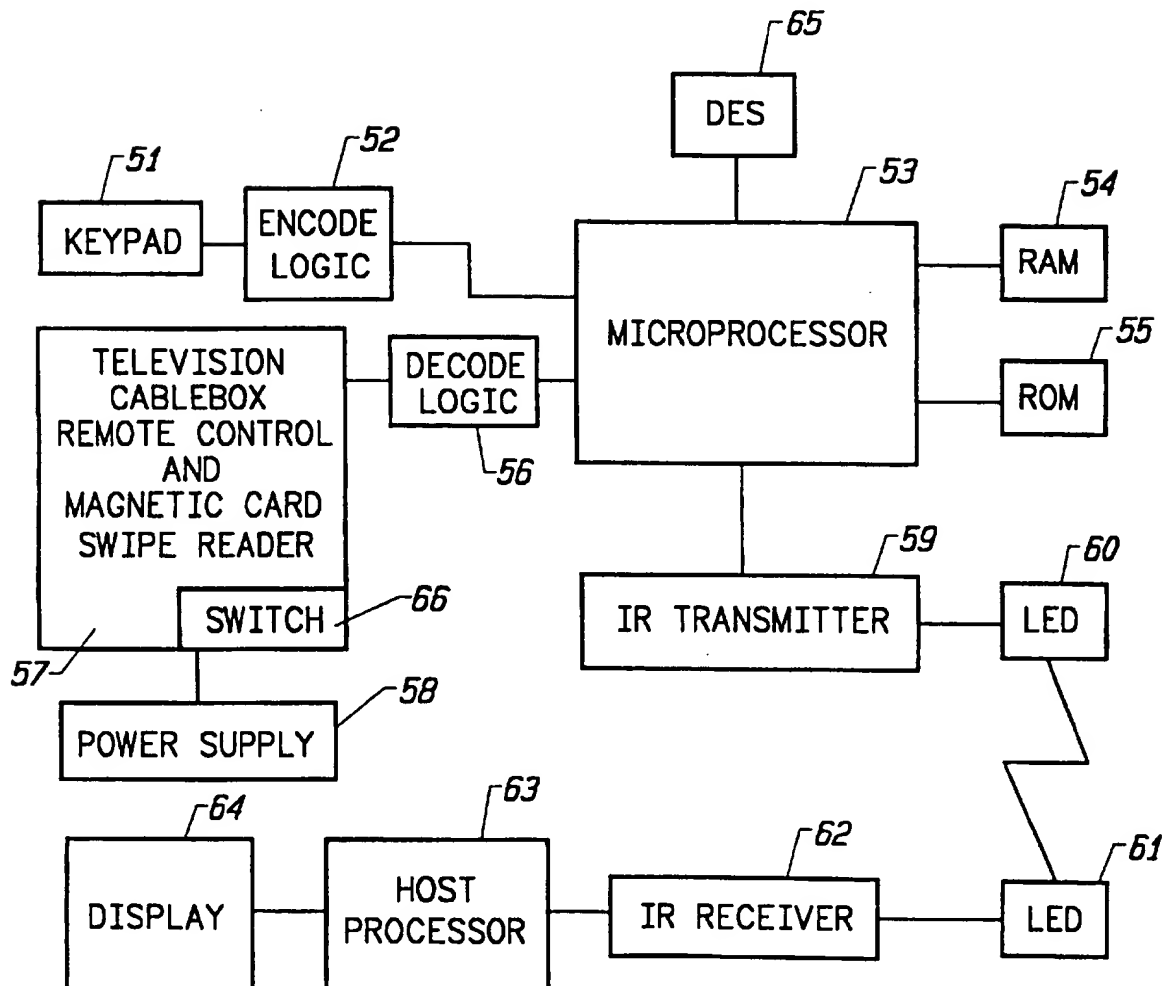 65
DES
51
52
53
54
KEYPAD
ENCODE
LOGIC
RAM
MICROPROCESSOR
55
ROM
TELEVISION
CABLEBOX
REMOTE CONTROL
AND
MAGNETIC CARD
SWIPE READER
DECODE
LOGIC
56
59
60
SWITCH
66
IR TRANSMITTER
LED
57
58
POWER SUPPLY
64
63
62
61
DISPLAY
HOST
PROCESSOR
IR RECEIVER
LED